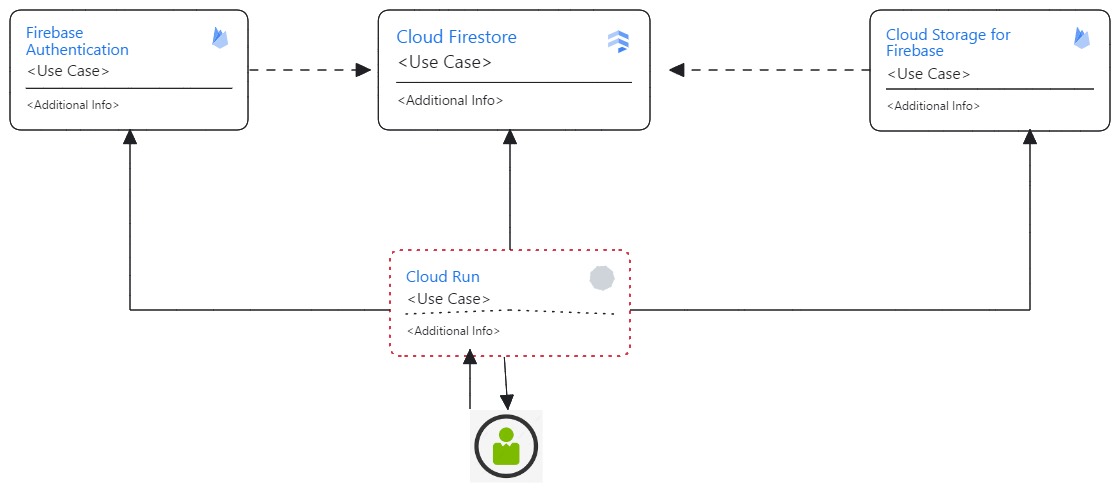 Firebase
Authentication
<Use Case>
<Additional Info>
Cloud Firestore
<Use Case>
<Additional Info>
Cloud Storage for
Firebase
<Use Case>
<Additional Info>
Cloud Run
<Use Case>
<Additional Info>